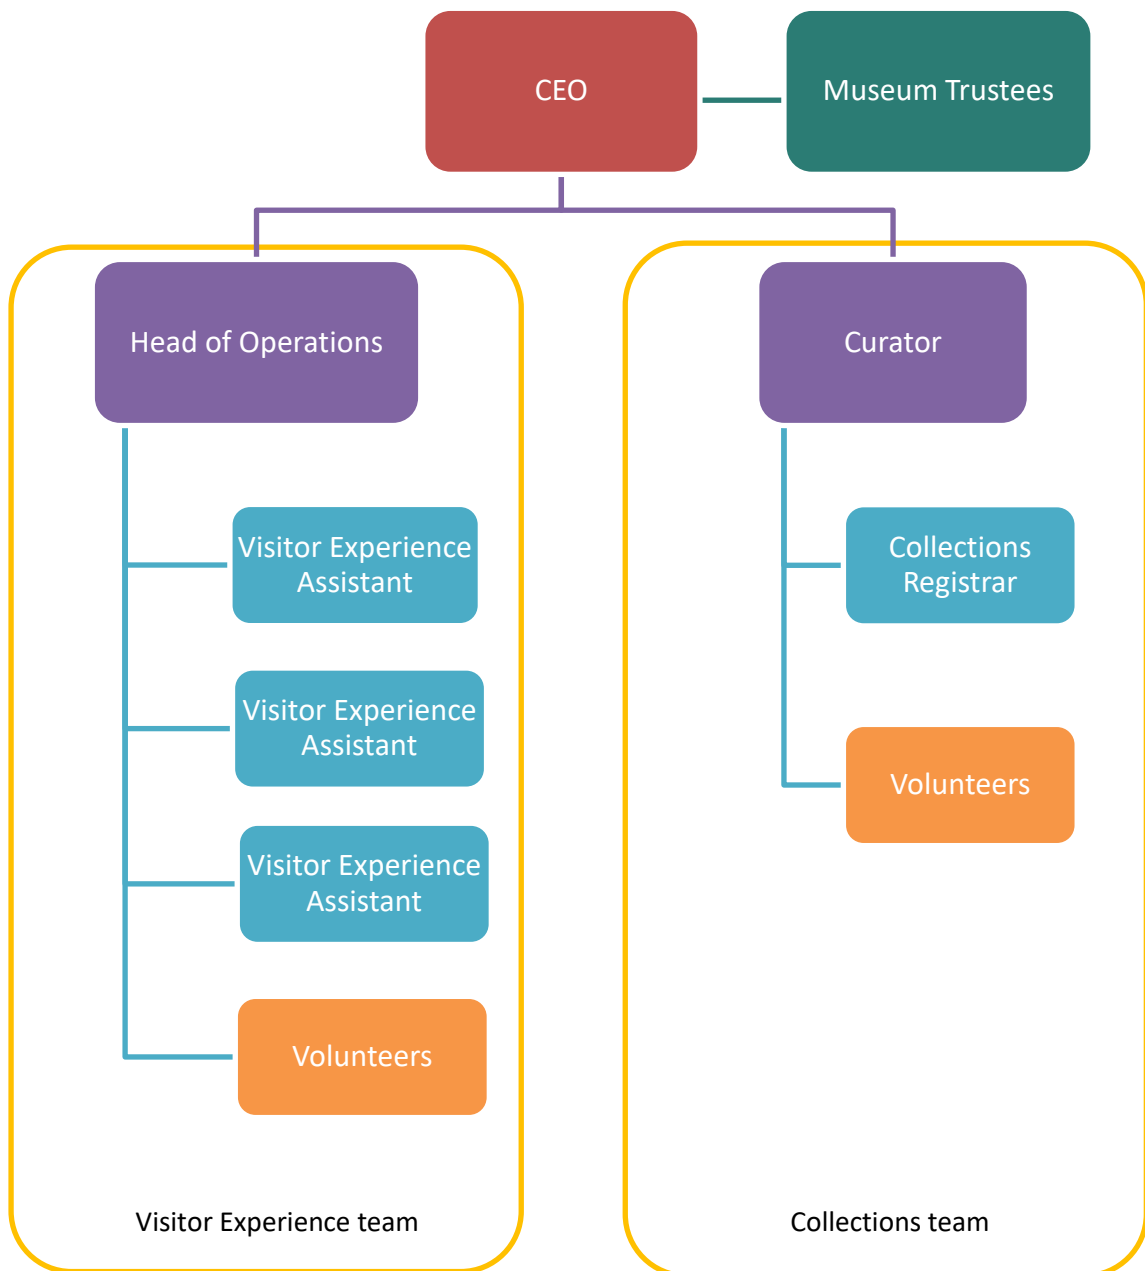 CEO
Museum Trustees
Head of Operations
Curator
Visitor Experience
Assistant
Collections
Registrar
Visitor Experience
Assistant
Volunteers
Visitor Experience
Assistant
Volunteers
Visitor Experience team
Collections team